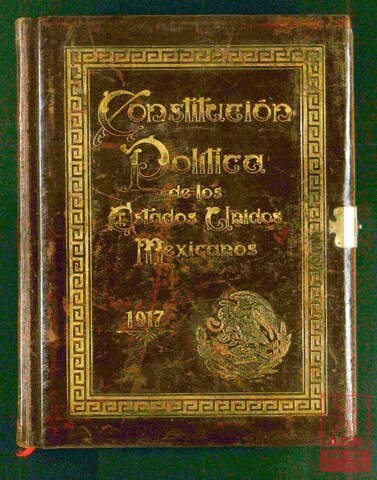 Constitución
Política
de los
Estados Unidos
Mexicanos
1917